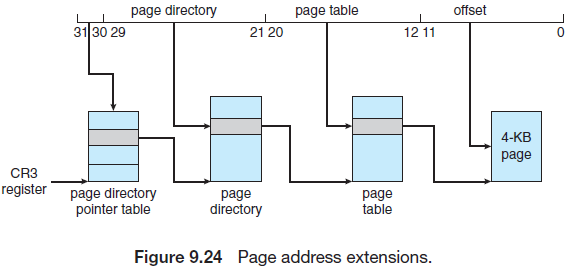 page directory page table offset
31 30 29 21 20 12 11 0
4-KB
page
CR3
register
page directory
pointer table
page
directory
page
table
Figure 9.24 Page address extensions.